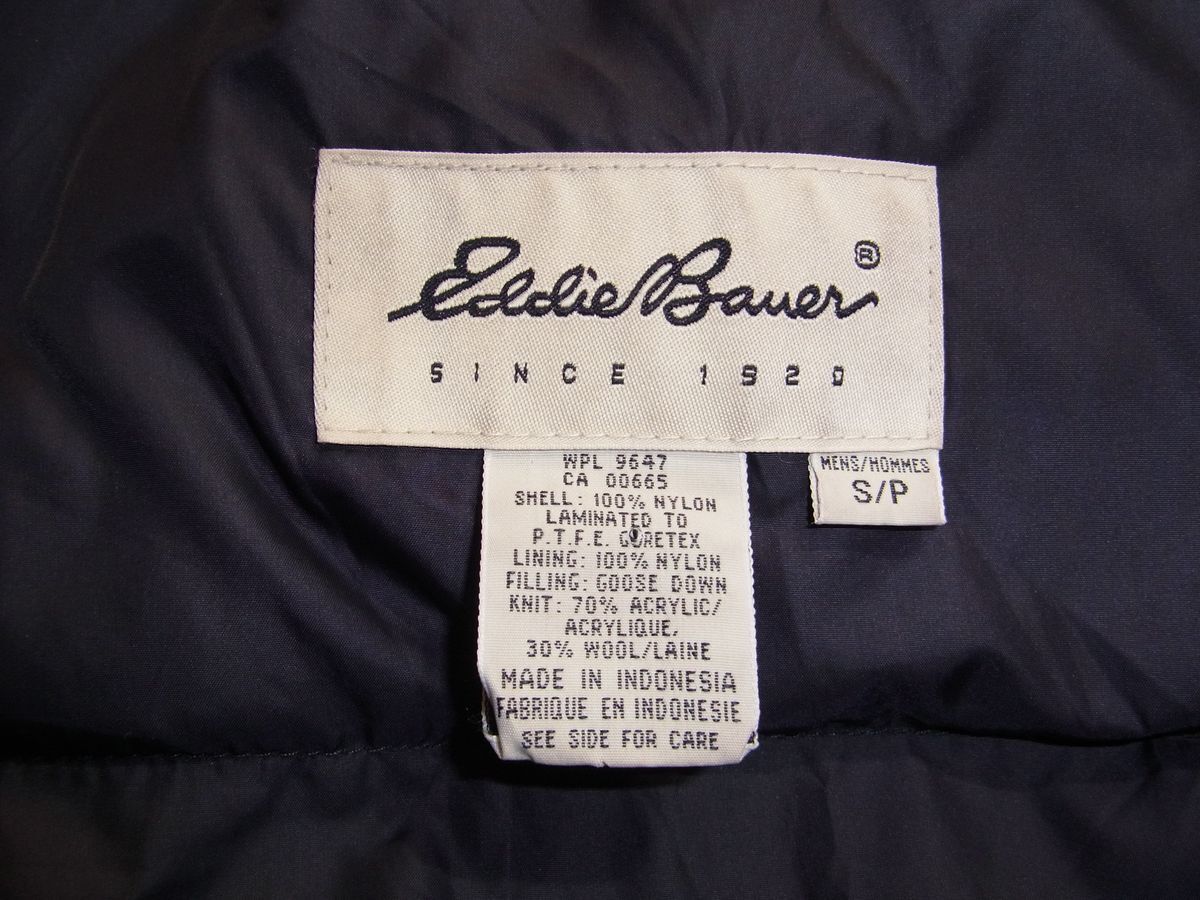 Eddie Bauer®
SINCE 1920
WPL 9647
CA 00665
SHELL: 100% NYLON
LAMINATED TO
P.T.F.E. GORETEX
LINING: 100% NYLON
FILLING: GOOSE DOWN
KNIT: 70% ACRYLIC/
ACRYLIQUE,
30% WOOL/LAINE
MADE IN INDONESIA
FABRIQUE EN INDONESIE
SEE SIDE FOR CARE
MENS/HOMMES
S/P